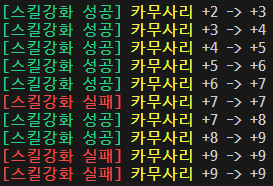 [스킬강화 성공] 카무사리 +2 -> +3
[스킬강화 성공] 카무사리 +3 -> +4
[스킬강화 성공] 카무사리 +4 -> +5
[스킬강화 성공] 카무사리 +5 -> +6
[스킬강화 성공] 카무사리 +6 -> +7
[스킬강화 실패] 카무사리 +7 -> +7
[스킬강화 성공] 카무사리 +7 -> +8
[스킬강화 성공] 카무사리 +8 -> +9
[스킬강화 실패] 카무사리 +9 -> +9
[스킬강화 실패] 카무사리 +9 -> +9